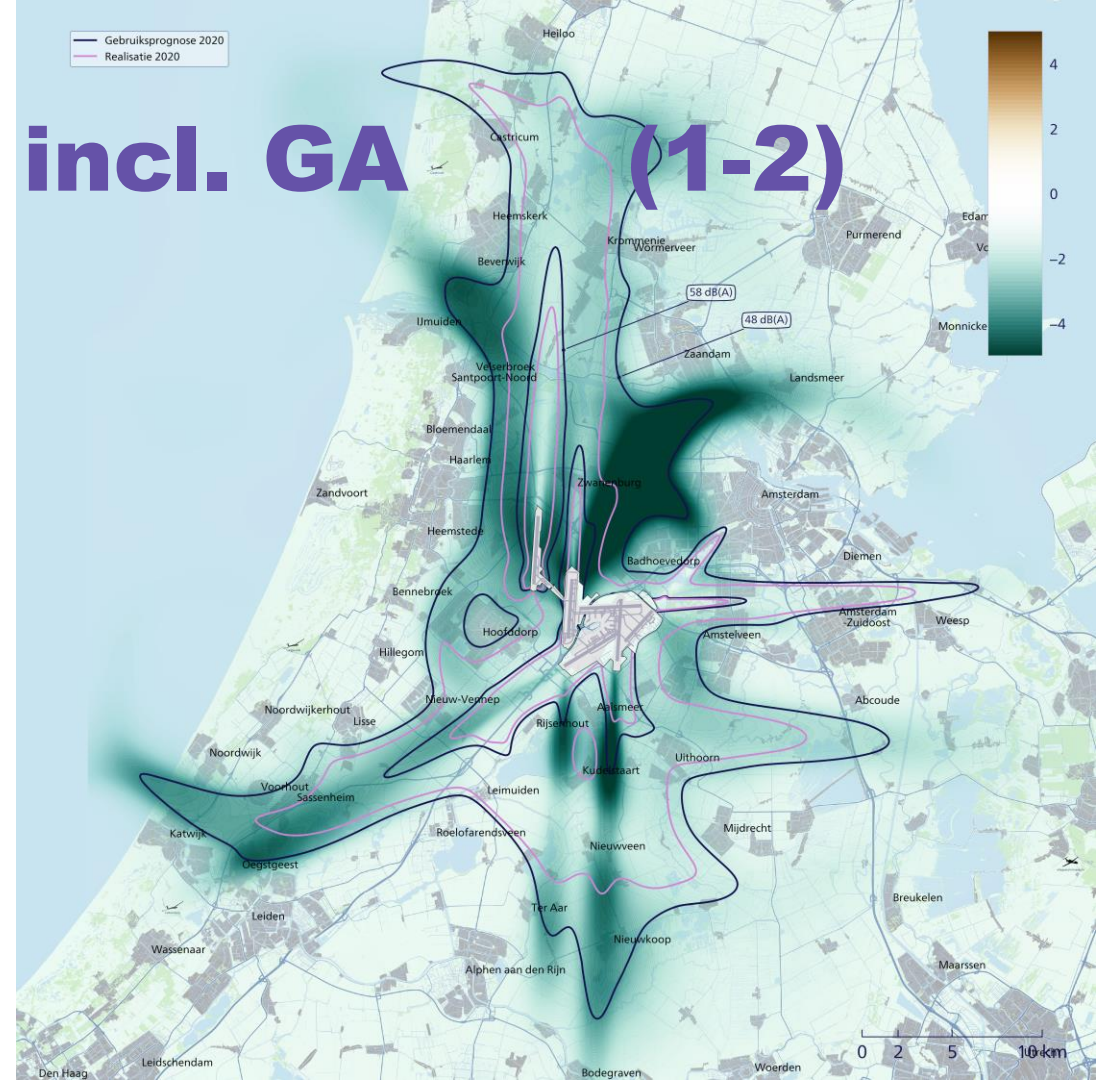 Gebruiksprognose 2020
Realisatie 2020
incl. GA (1-2)
4
2
0
−2
−4
Heiloo
Castricum
Heemskerk
Krommenie
Wormerveer
Purmerend
Edam
Beverwijk
58 dB(A)
48 dB(A)
IJmuiden
Zaandam
Monnicke
Velserbroek
Santpoort-Noord
Landsmeer
Bloemendaal
Haarlem
Zandvoort
Zwanenburg
Amsterdam
Heemstede
Badhoevedorp
Diemen
Bennebroek
Amsterdam
-Zuidoost
Weesp
Hoofddorp
Amstelveen
Hillegom
Nieuw-Vennep
Abcoude
Noordwijkerhout
Lisse
Aalsmeer
Rijsenhout
Noordwijk
Uithoorn
Kudelstaart
Voorhout
Sassenheim
Leimuiden
Katwijk
Roelofarendsveen
Mijdrecht
Nieuwveen
Oegstgeest
Breukelen
Ter Aar
Leiden
Nieuwkoop
Wassenaar
Alphen aan den Rijn
Maarssen
0 2 5 10 km
Leidschendam
Woerden
Den Haag
Bodegraven